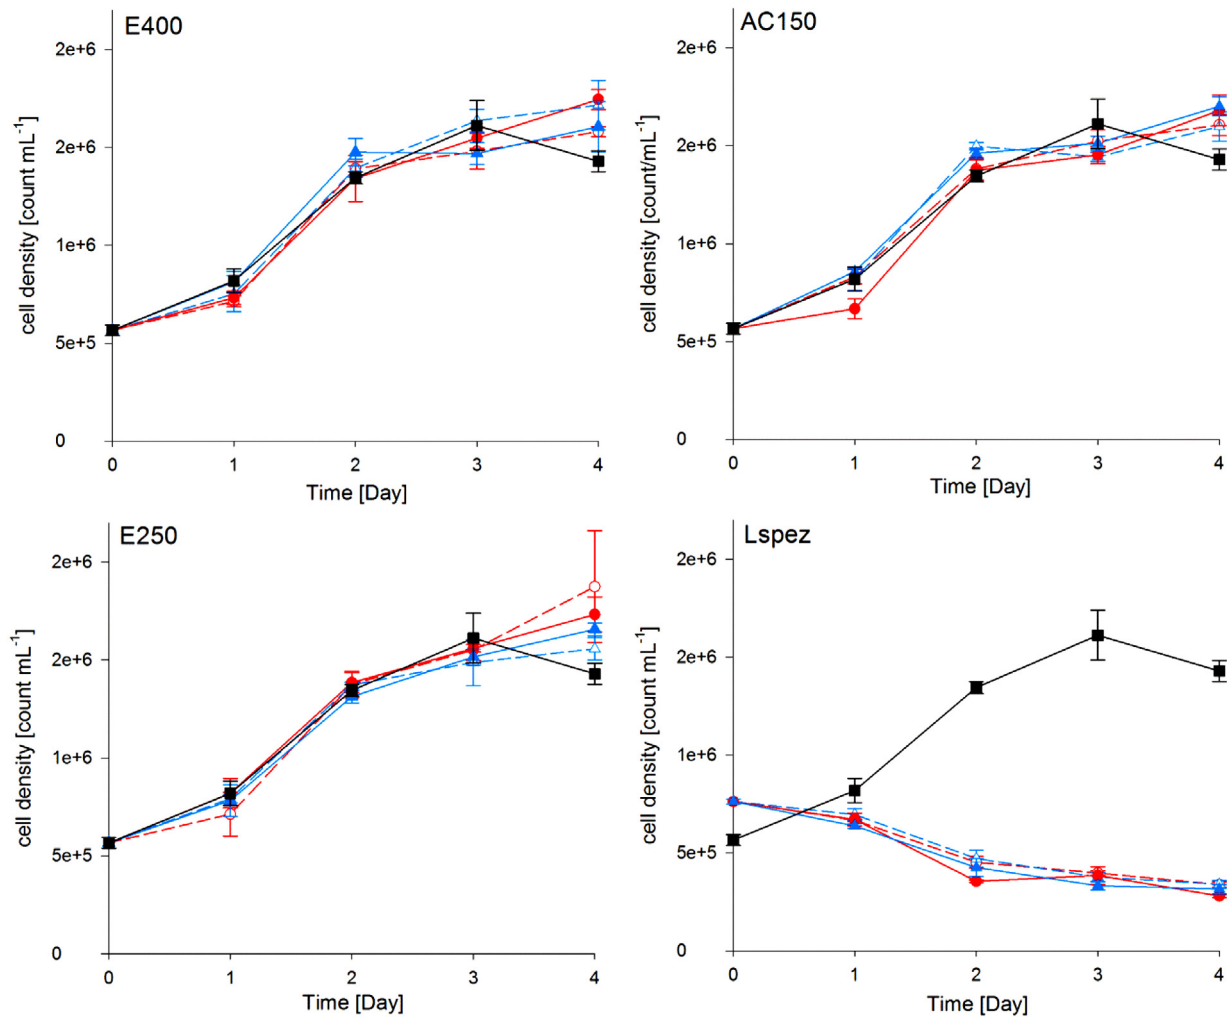 E400
cell density [count mL⁻¹]
2e+6
2e+6
1e+6
5e+5
0
0 1 2 3 4
Time [Day]
AC150
cell density [count/mL⁻¹]
2e+6
2e+6
1e+6
5e+5
0
0 1 2 3 4
Time [Day]
E250
cell density [count mL⁻¹]
2e+6
2e+6
1e+6
5e+5
0
0 1 2 3 4
Time [Day]
Lspez
cell density [count mL⁻¹]
2e+6
2e+6
1e+6
5e+5
0
0 1 2 3 4
Time [Day]